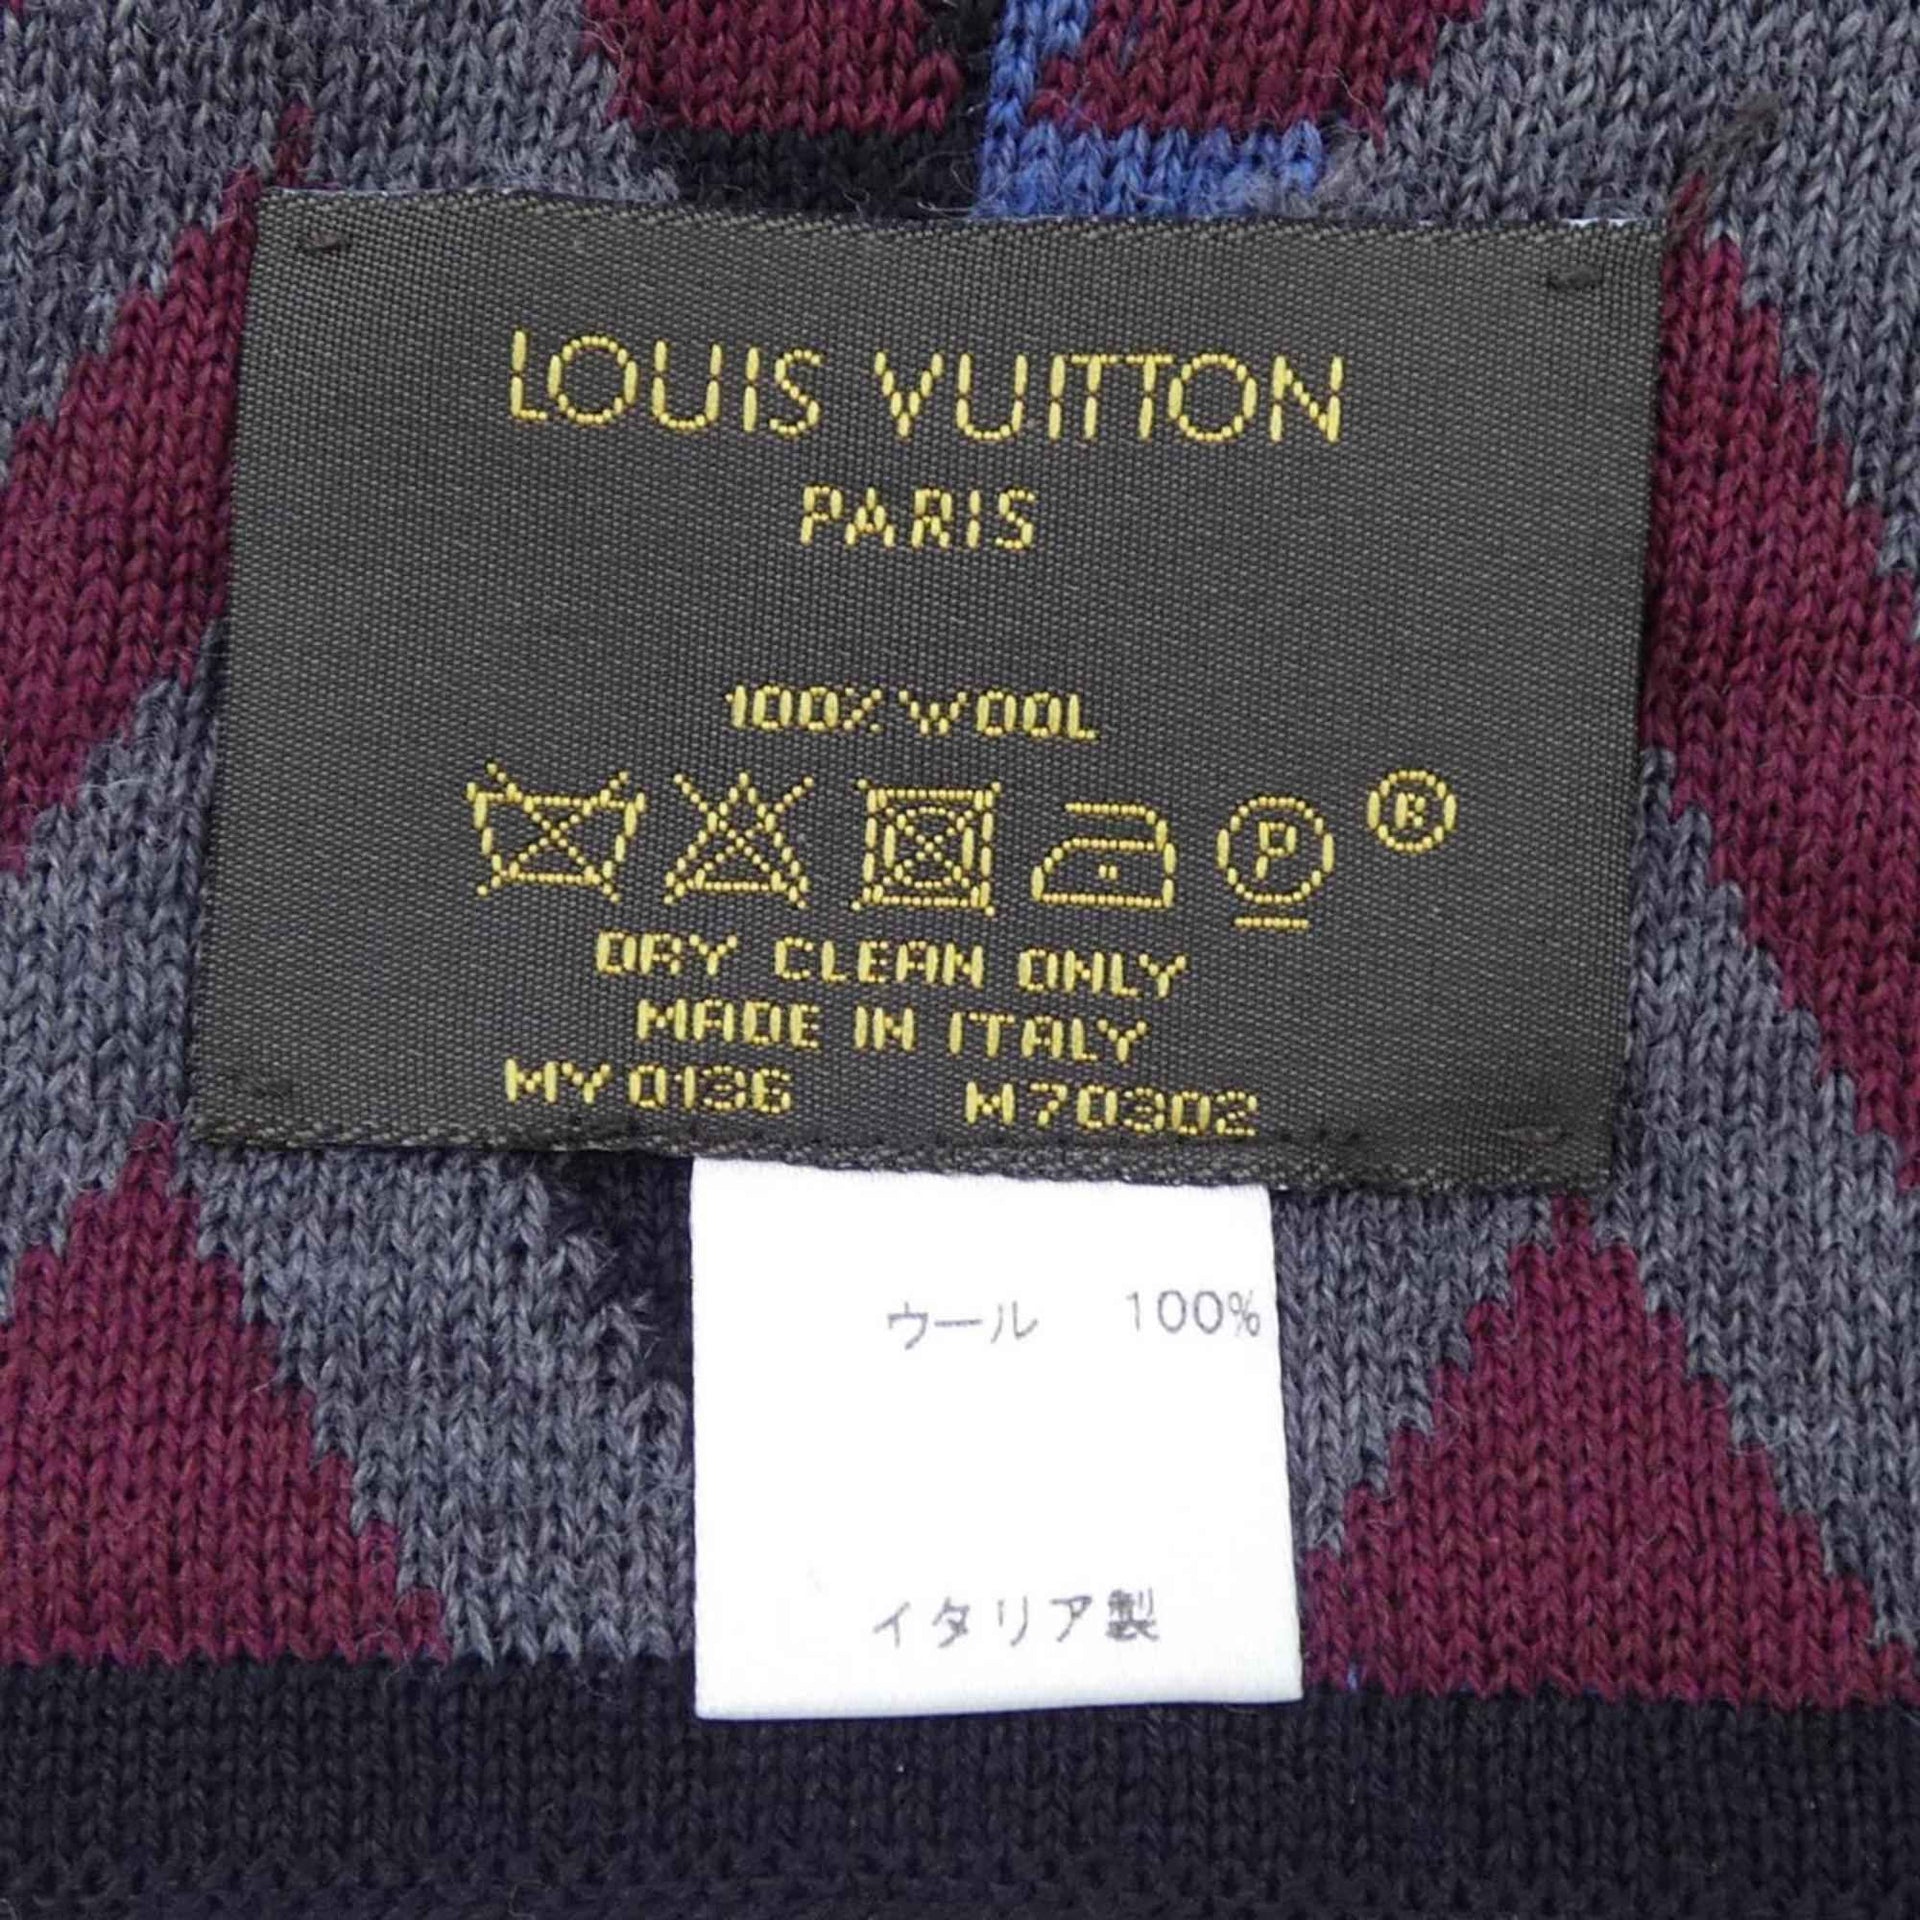 LOUIS VUITTON
PARIS
100% WOOL
P ®
DRY CLEAN ONLY
MADE IN ITALY
MY0136 M70302
ウール 100%
イタリア製